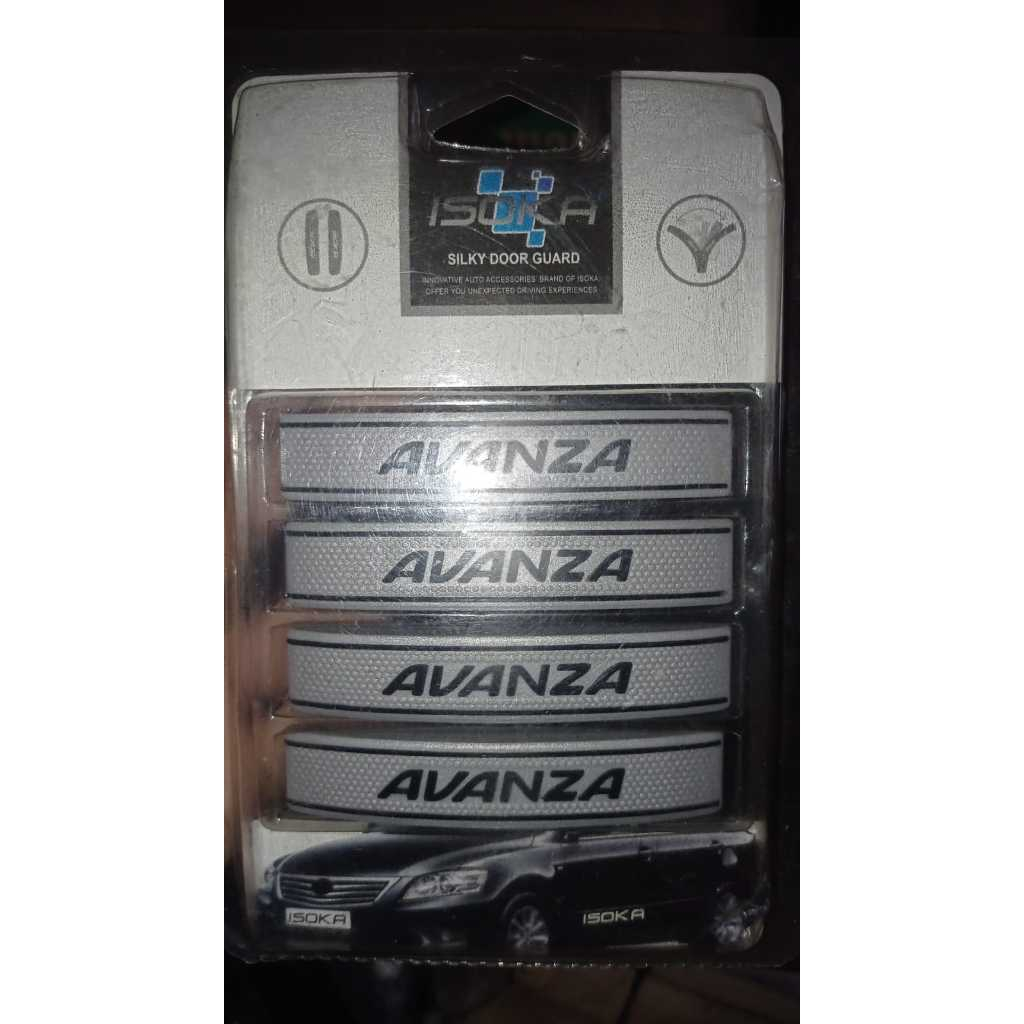 ISOKA
SILKY DOOR GUARD
INNOVATIVE AUTO ACCESSORIES BRAND OF ISOKA
OFFER YOU UNEXPECTED DRIVING EXPERIENCES
AVANZA
AVANZA
AVANZA
AVANZA
ISOKA
ISOKA